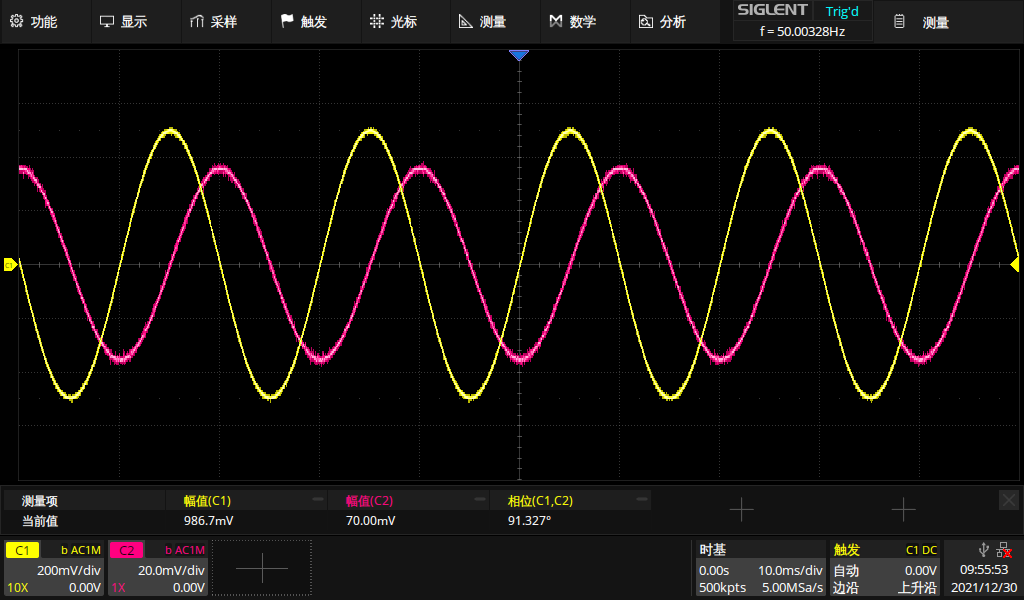 功能 显示 采样 触发 光标 测量 数学 分析 SIGLENT Trig'd 测量
f = 50.00328Hz
C1
测量项 幅值(C1) 幅值(C2) 相位(C1,C2)
当前值 986.7mV 70.00mV 91.327°
C1 b AC1M C2 b AC1M 时基 触发 C1 DC
200mV/div 20.0mV/div 0.00s 10.0ms/div 自动 0.00V 09:55:53
10X 0.00V 1X 0.00V 500kpts 5.00MSa/s 边沿 上升沿 2021/12/30